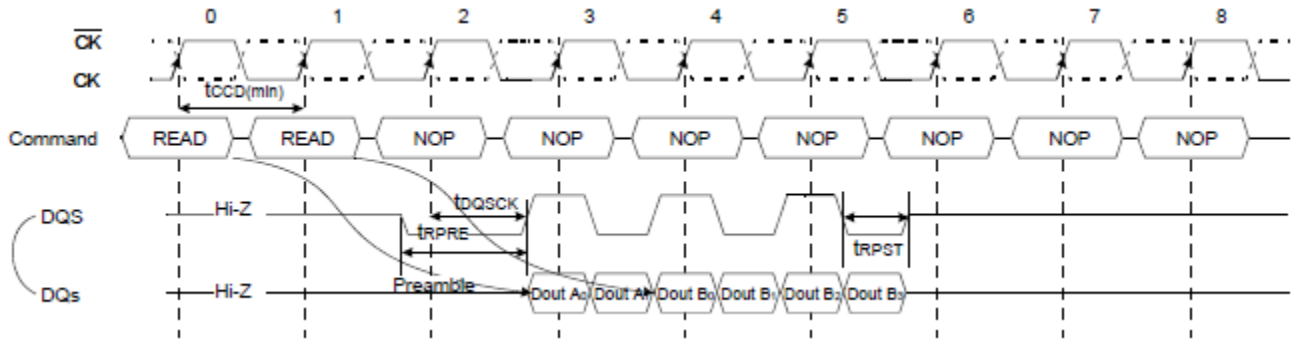 0 1 2 3 4 5 6 7 8
CK
CK
tCCD(min)
Command READ READ NOP NOP NOP NOP NOP NOP NOP
DQS Hi-Z tDQSCK
tRPRE tRPST
Preamble
DQs Hi-Z Dout A0 Dout A1 Dout B0 Dout B1 Dout B2 Dout B3